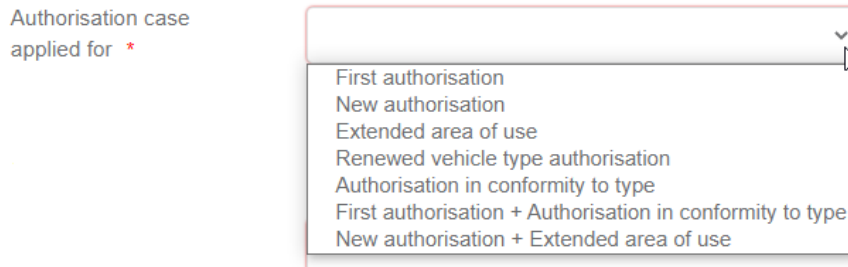 Authorisation case
applied for *
First authorisation
New authorisation
Extended area of use
Renewed vehicle type authorisation
Authorisation in conformity to type
First authorisation + Authorisation in conformity to type
New authorisation + Extended area of use